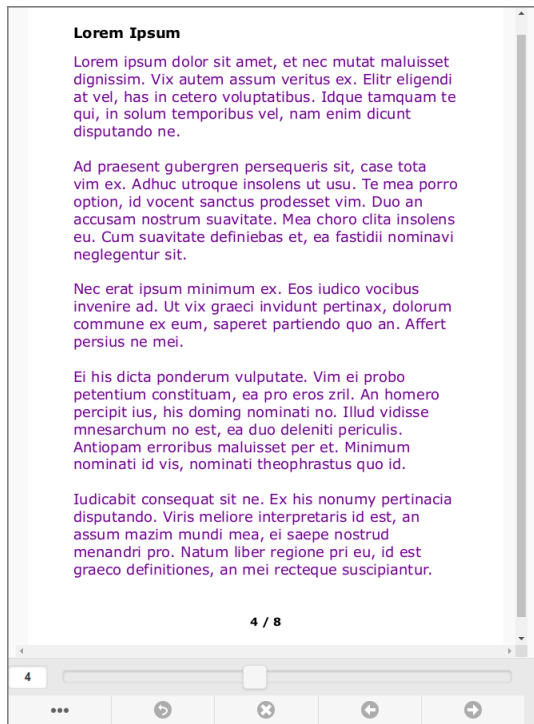 Lorem Ipsum
Lorem ipsum dolor sit amet, et nec mutat maluisset
dignissim. Vix autem assum veritus ex. Elitr eligendi
at vel, has in cetero voluptatibus. Idque tamquam te
qui, in solum temporibus vel, nam enim dicunt
disputando ne.
Ad praesent gubergren persequeris sit, case tota
vim ex. Adhuc utroque insolens ut usu. Te mea porro
option, id vocent sanctus prodesset vim. Duo an
accusam nostrum suavitate. Mea choro clita insolens
eu. Cum suavitate definiebas et, ea fastidii nominavi
neglegentur sit.
Nec erat ipsum minimum ex. Eos iudico vocibus
invenire ad. Ut vix graeci invidunt pertinax, dolorum
commune ex eum, saperet partiendo quo an. Affert
persius ne mei.
Ei his dicta ponderum vulputate. Vim ei probo
petentium constituam, ea pro eros zril. An homero
percipit ius, his doming nominati no. Illud vidisse
mnesarchum no est, ea duo deleniti periculis.
Antiopam erroribus maluisset per et. Minimum
nominati id vis, nominati theophrastus quo id.
Iudicabit consequat sit ne. Ex his nonumy pertinacia
disputando. Viris meliore interpretaris id est, an
assum mazim mundi mea, ei saepe nostrud
menandri pro. Natum liber regione pri eu, id est
graeco definitiones, an mei recteque suscipiantur.
4 / 8
4